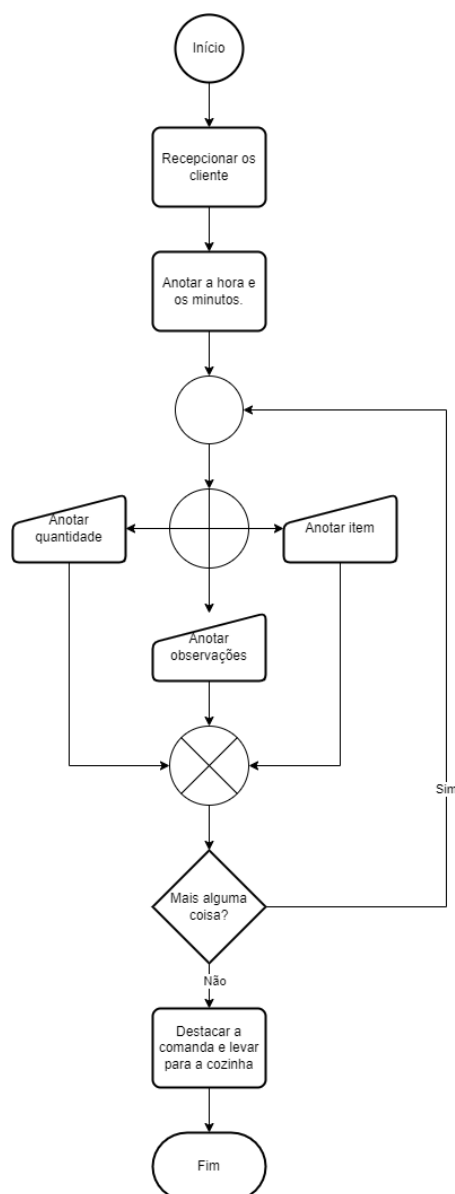 Início
Recepcionar os
cliente
Anotar a hora e
os minutos.
Anotar
quantidade
Anotar item
Anotar
observações
Sim
Mais alguma
coisa?
Não
Destacar a
comanda e levar
para a cozinha
Fim